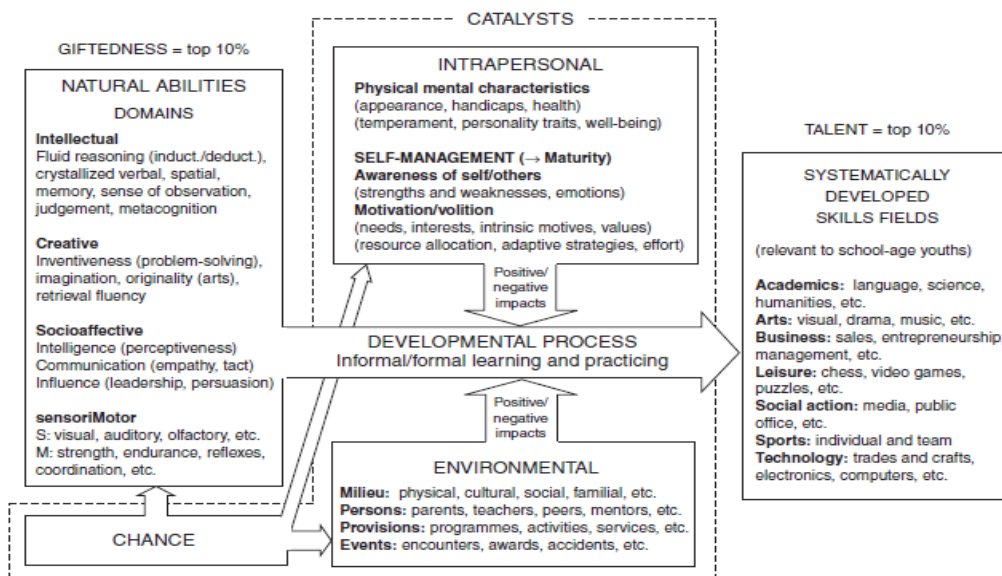 CATALYSTS
GIFTEDNESS = top 10%
NATURAL ABILITIES
DOMAINS
Intellectual
Fluid reasoning (induct./deduct.),
crystallized verbal, spatial,
memory, sense of observation,
judgement, metacognition
Creative
Inventiveness (problem-solving),
imagination, originality (arts),
retrieval fluency
Socioaffective
Intelligence (perceptiveness)
Communication (empathy, tact)
Influence (leadership, persuasion)
sensoriMotor
S: visual, auditory, olfactory, etc.
M: strength, endurance, reflexes,
coordination, etc.
CHANCE
INTRAPERSONAL
Physical mental characteristics
(appearance, handicaps, health)
(temperament, personality traits, well-being)
SELF-MANAGEMENT (→ Maturity)
Awareness of self/others
(strengths and weaknesses, emotions)
Motivation/volition
(needs, interests, intrinsic motives, values)
(resource allocation, adaptive strategies, effort)
Positive/
negative
impacts
DEVELOPMENTAL PROCESS
Informal/formal learning and practicing
Positive/
negative
impacts
ENVIRONMENTAL
Milieu: physical, cultural, social, familial, etc.
Persons: parents, teachers, peers, mentors, etc.
Provisions: programmes, activities, services, etc.
Events: encounters, awards, accidents, etc.
TALENT = top 10%
SYSTEMATICALLY
DEVELOPED
SKILLS FIELDS
(relevant to school-age youths)
Academics: language, science,
humanities, etc.
Arts: visual, drama, music, etc.
Business: sales, entrepreneurship,
management, etc.
Leisure: chess, video games,
puzzles, etc.
Social action: media, public
office, etc.
Sports: individual and team
Technology: trades and crafts,
electronics, computers, etc.